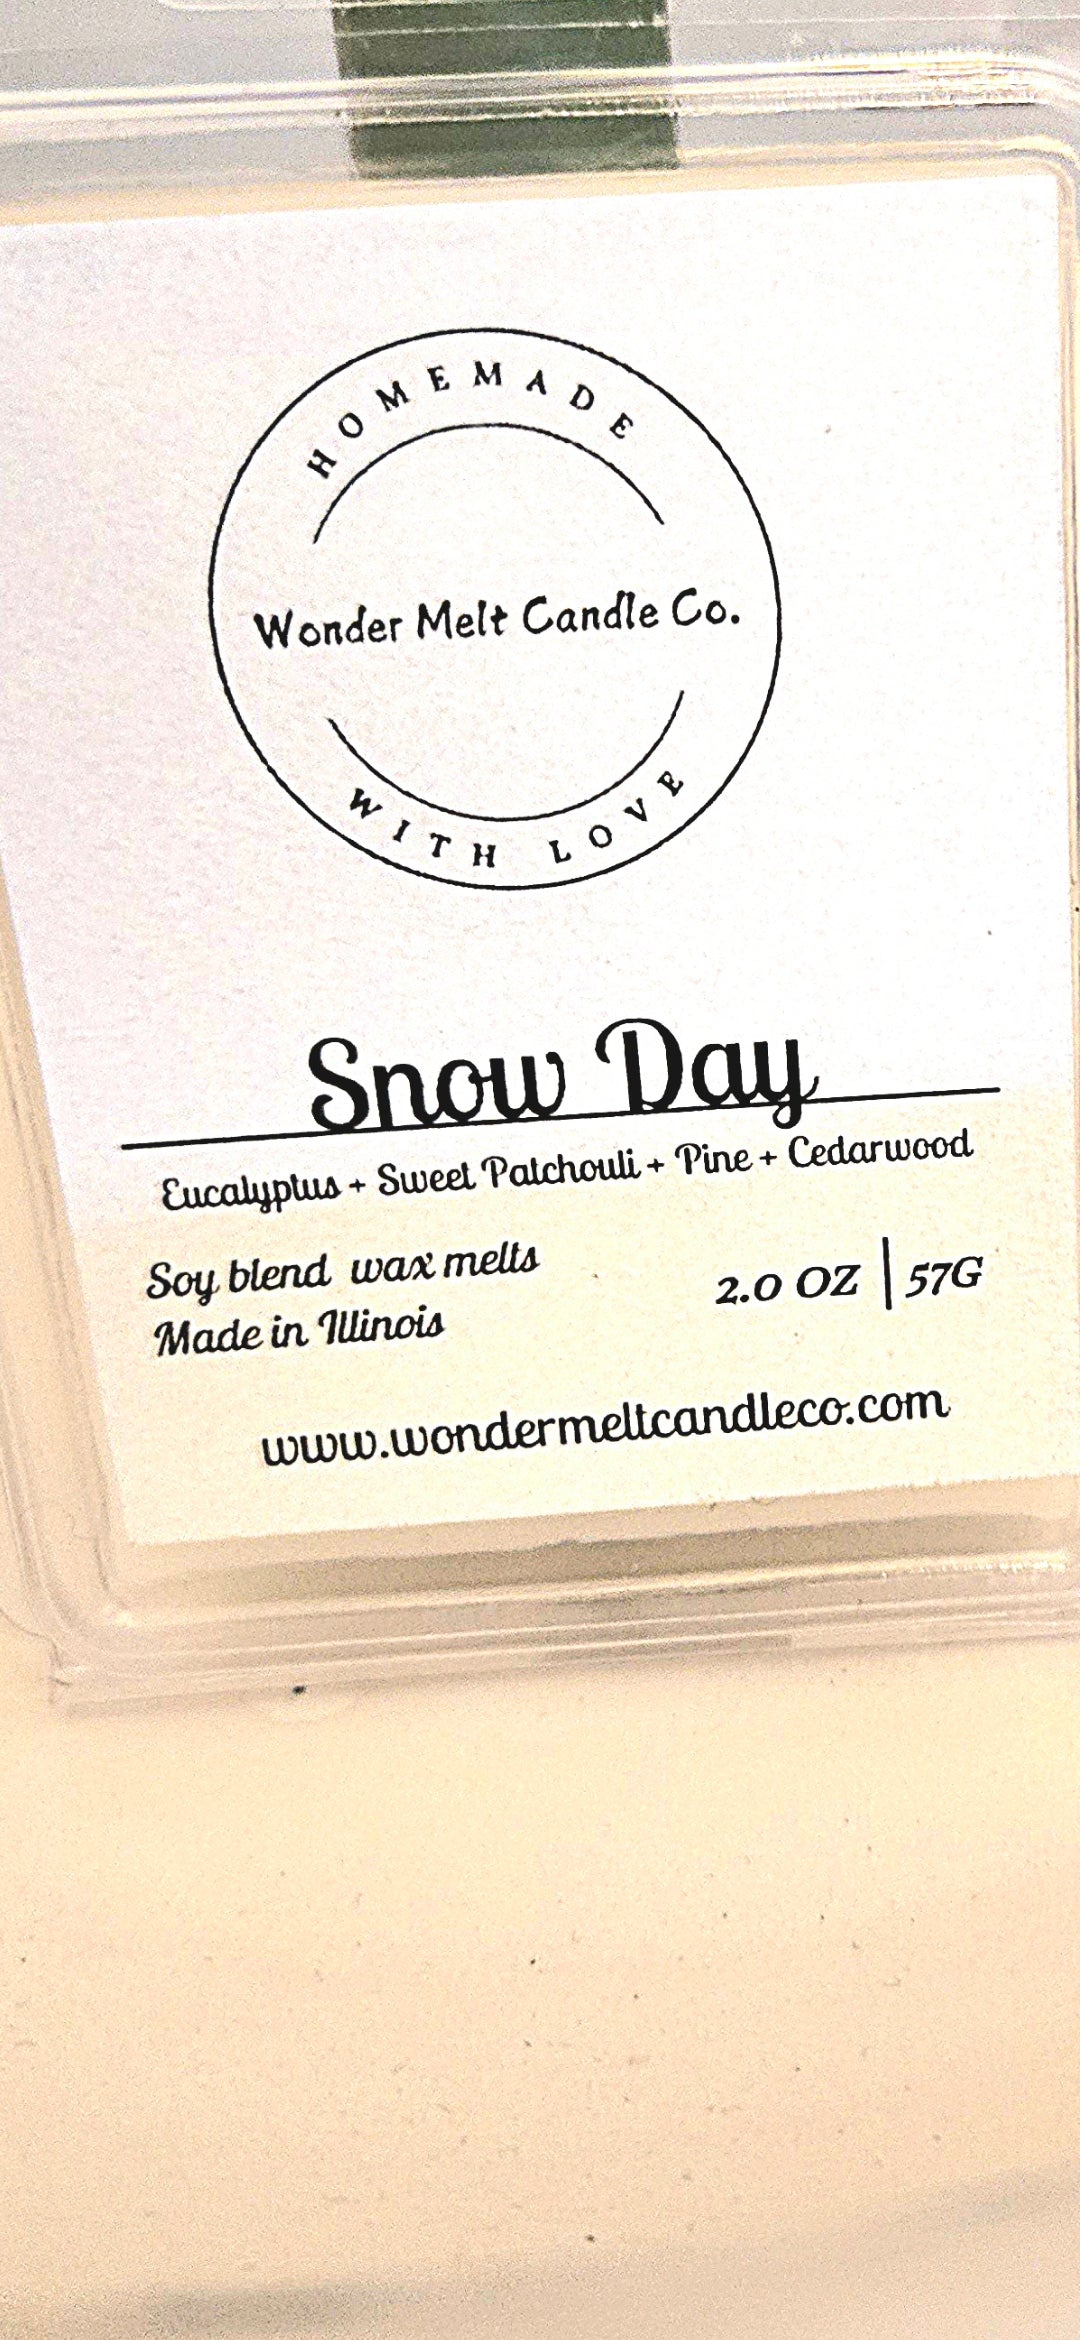 HOMEMADE
Wonder Melt Candle Co.
WITH LOVE
Snow Day
Eucalyptus + Sweet Patchouli + Pine + Cedarwood
Soy blend wax melts
Made in Illinois
2.0 OZ | 57G
www.wondermeltcandleco.com